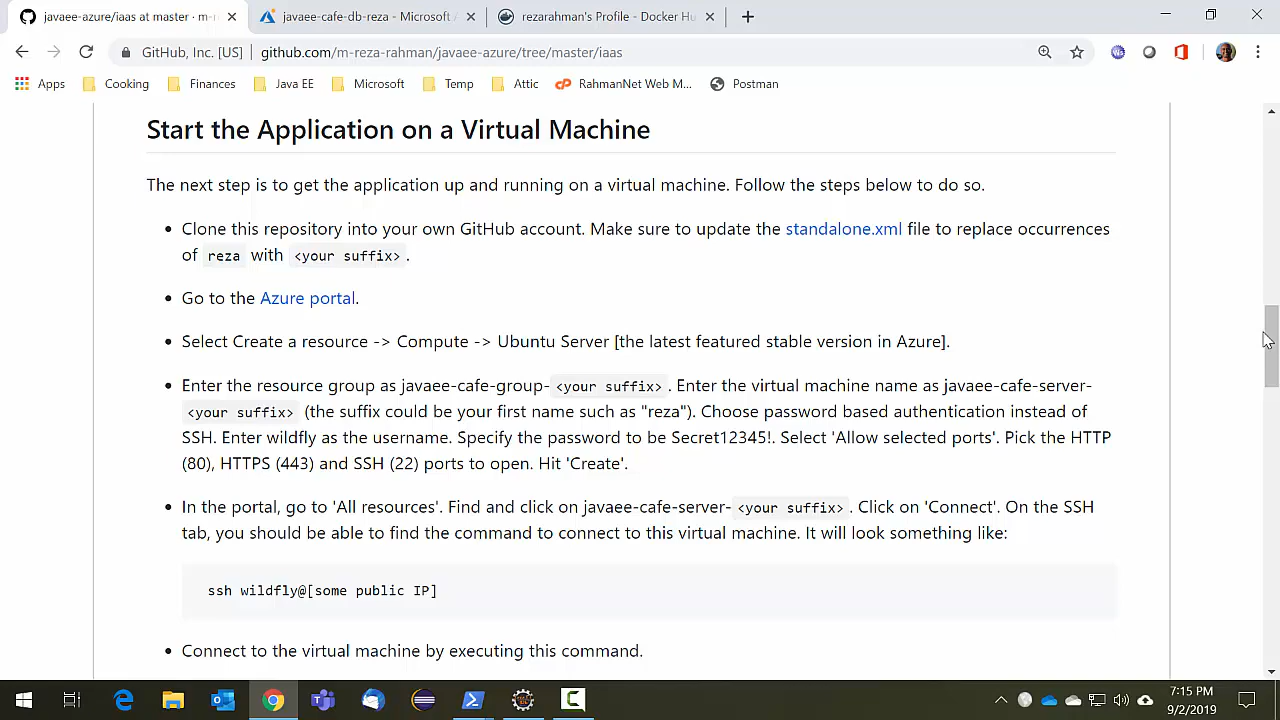 javaee-azure/iaas at master · m-r
javaee-cafe-db-reza - Microsoft A
rezarahman's Profile - Docker Hu
GitHub, Inc. [US]
github.com/m-reza-rahman/javaee-azure/tree/master/iaas
Apps
Cooking
Finances
Java EE
Microsoft
Temp
Attic
RahmanNet Web M...
Postman
Start the Application on a Virtual Machine
The next step is to get the application up and running on a virtual machine. Follow the steps below to do so.
• Clone this repository into your own GitHub account. Make sure to update the standalone.xml file to replace occurrences
of reza with <your suffix>.
• Go to the Azure portal.
• Select Create a resource -> Compute -> Ubuntu Server [the latest featured stable version in Azure].
• Enter the resource group as javaee-cafe-group-<your suffix>. Enter the virtual machine name as javaee-cafe-server-
<your suffix> (the suffix could be your first name such as "reza"). Choose password based authentication instead of
SSH. Enter wildfly as the username. Specify the password to be Secret12345!. Select 'Allow selected ports'. Pick the HTTP
(80), HTTPS (443) and SSH (22) ports to open. Hit 'Create'.
• In the portal, go to 'All resources'. Find and click on javaee-cafe-server-<your suffix>. Click on 'Connect'. On the SSH
tab, you should be able to find the command to connect to this virtual machine. It will look something like:
ssh wildfly@[some public IP]
• Connect to the virtual machine by executing this command.
7:15 PM
9/2/2019